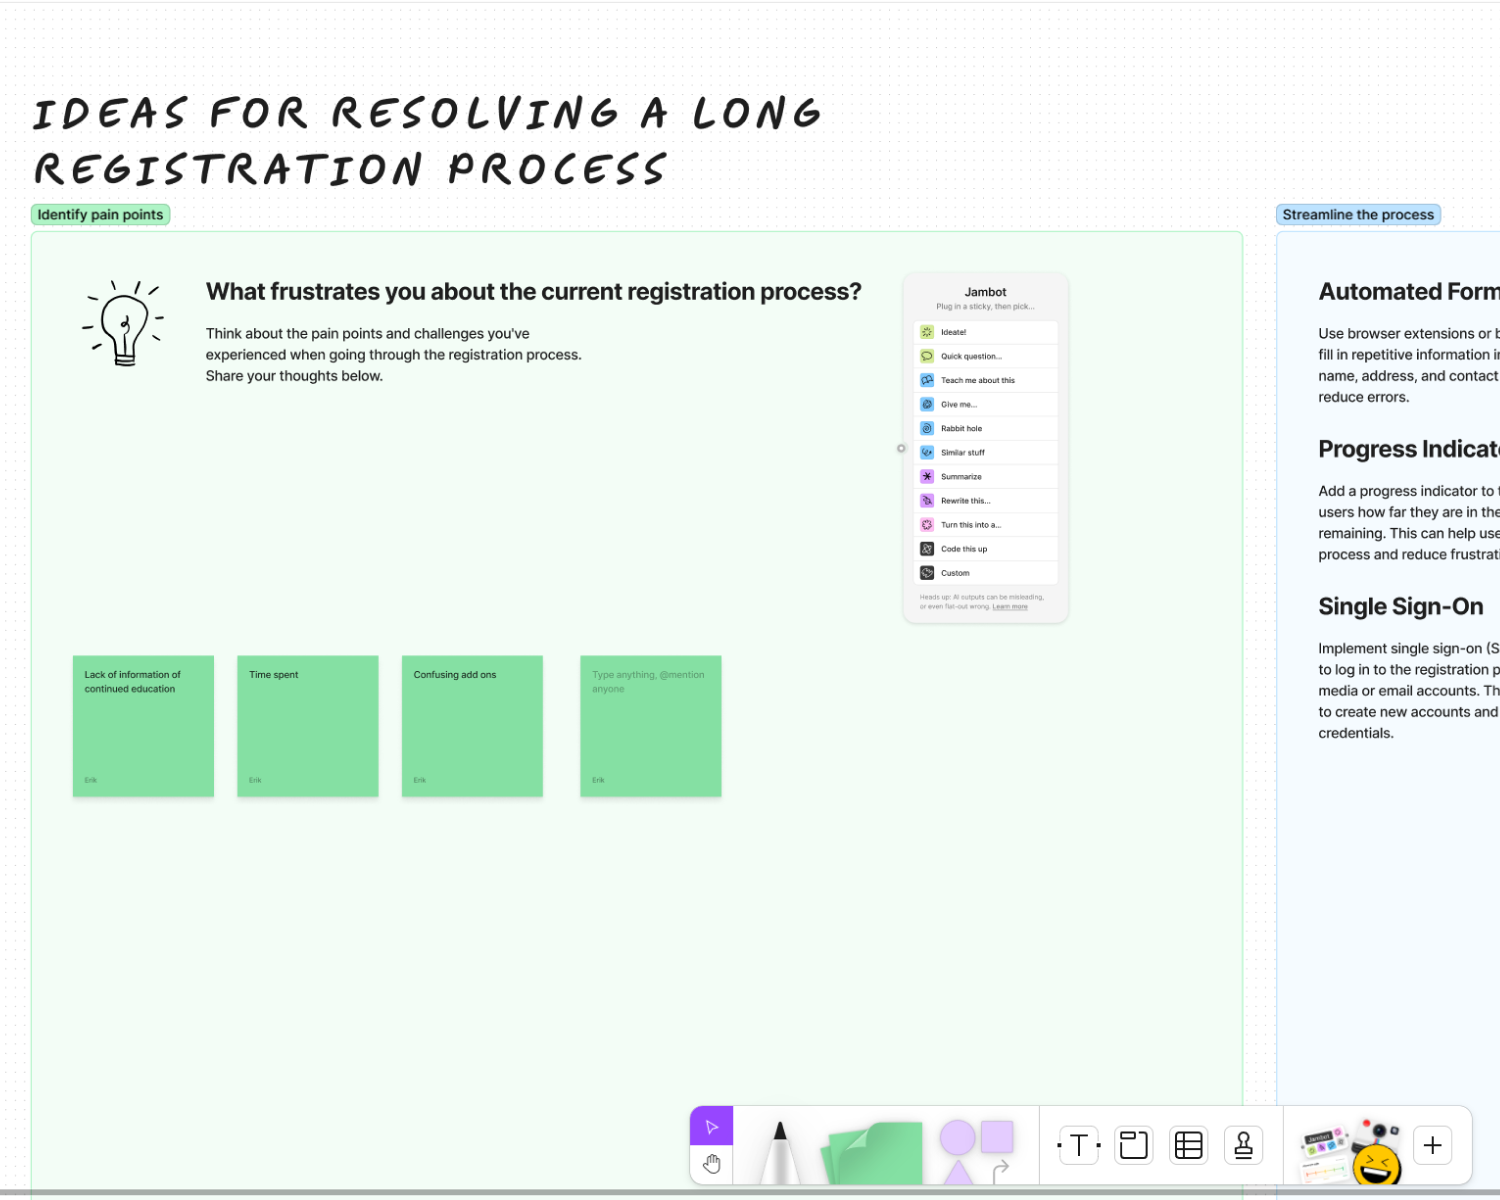 IDEAS FOR RESOLVING A LONG
REGISTRATION PROCESS
Identify pain points
What frustrates you about the current registration process?
Think about the pain points and challenges you've
experienced when going through the registration process.
Share your thoughts below.
Jambot
Plug in a sticky, then pick...
Ideate!
Quick question...
Teach me about this
Give me...
Rabbit hole
Similar stuff
Summarize
Rewrite this...
Turn this into a...
Code this up
Custom
Heads up: AI outputs can be misleading,
or even flat-out wrong. Learn more
Lack of information of
continued education
Erik
Time spent
Erik
Confusing add ons
Erik
Type anything, @mention
anyone
Erik
Streamline the process
Automated Form
Use browser extensions or b
fill in repetitive information i
name, address, and contact
reduce errors.
Progress Indicat
Add a progress indicator to t
users how far they are in the
remaining. This can help use
process and reduce frustrati
Single Sign-On
Implement single sign-on (S
to log in to the registration p
media or email accounts. Th
to create new accounts and
credentials.
T
Jambot